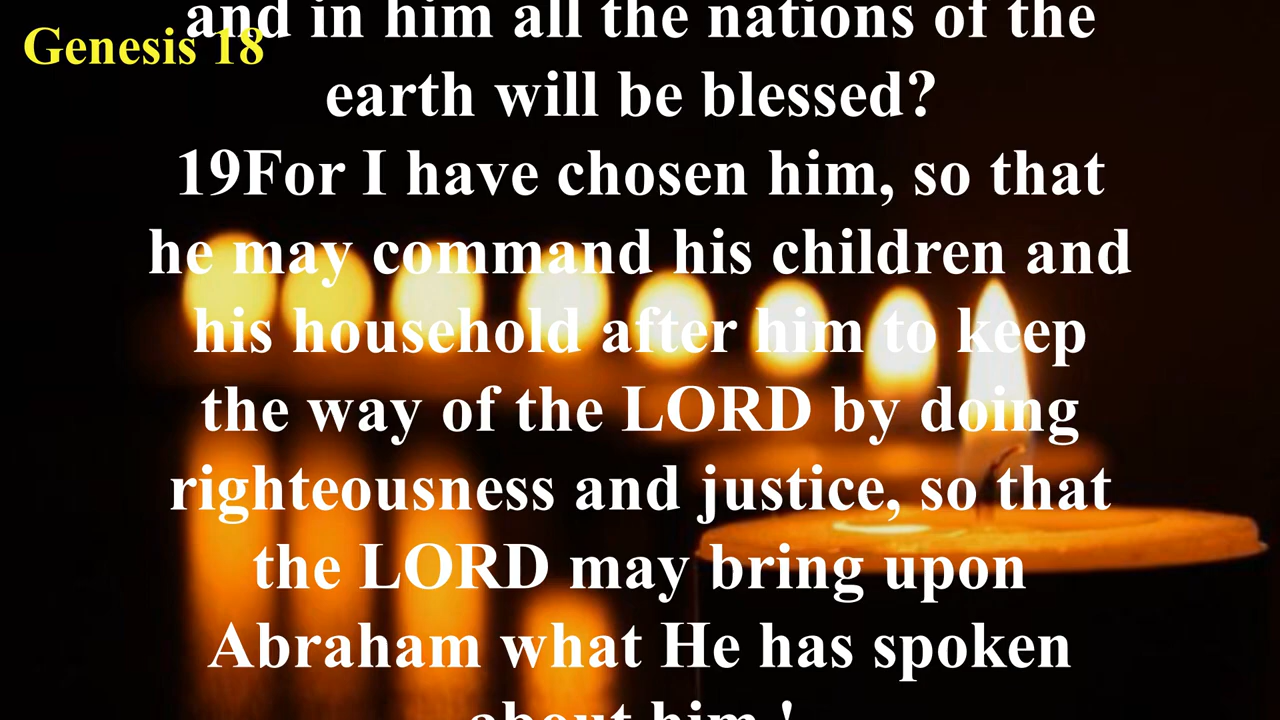 Genesis 18
and in him all the nations of the
earth will be blessed?
19For I have chosen him, so that
he may command his children and
his household after him to keep
the way of the LORD by doing
righteousness and justice, so that
the LORD may bring upon
Abraham what He has spoken
about him !